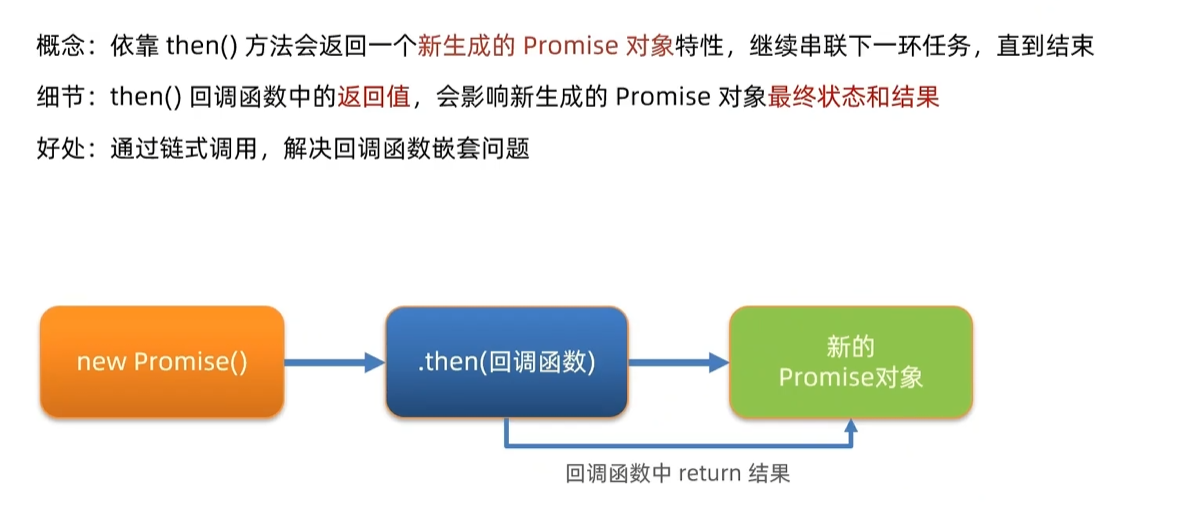 概念：依靠 then() 方法会返回一个新生成的 Promise 对象特性，继续串联下一环任务，直到结束
细节：then() 回调函数中的返回值，会影响新生成的 Promise 对象最终状态和结果
好处：通过链式调用，解决回调函数嵌套问题
new Promise()
.then(回调函数)
新的
Promise对象
回调函数中 return 结果